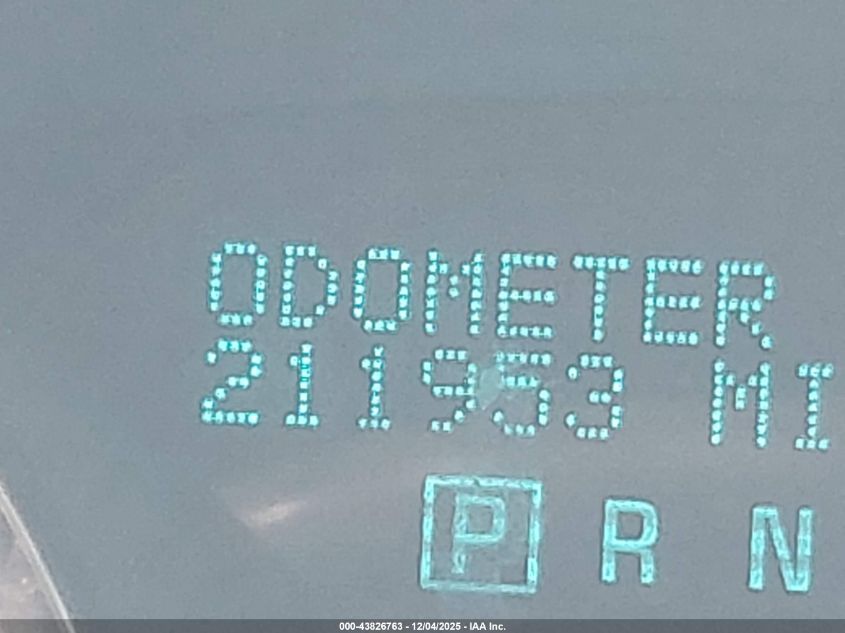 ODOMETER
211953 MI
P R N
000-43826763 - 12/04/2025 - IAA Inc.